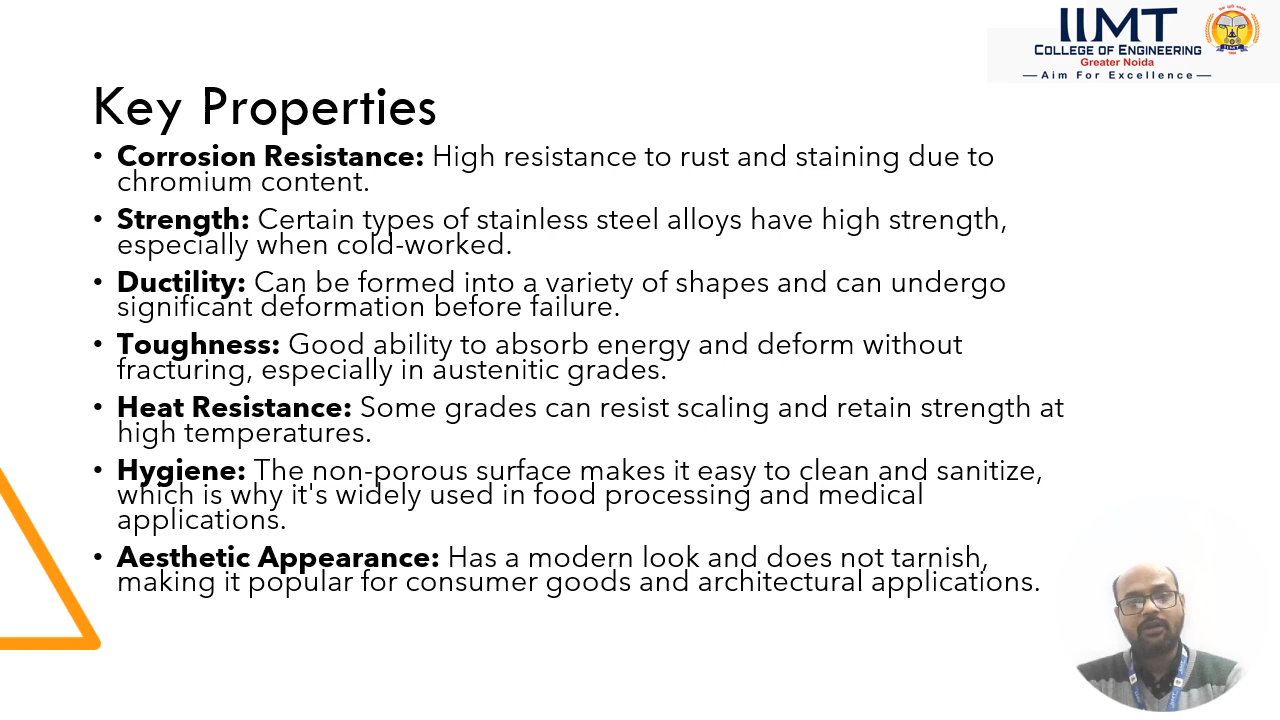 IIMT
COLLEGE OF ENGINEERING
Greater Noida
—Aim For Excellence—
Key Properties
• Corrosion Resistance: High resistance to rust and staining due to
chromium content.
• Strength: Certain types of stainless steel alloys have high strength,
especially when cold-worked.
• Ductility: Can be formed into a variety of shapes and can undergo
significant deformation before failure.
• Toughness: Good ability to absorb energy and deform without
fracturing, especially in austenitic grades.
• Heat Resistance: Some grades can resist scaling and retain strength at
high temperatures.
• Hygiene: The non-porous surface makes it easy to clean and sanitize,
which is why it's widely used in food processing and medical
applications.
• Aesthetic Appearance: Has a modern look and does not tarnish,
making it popular for consumer goods and architectural applications.